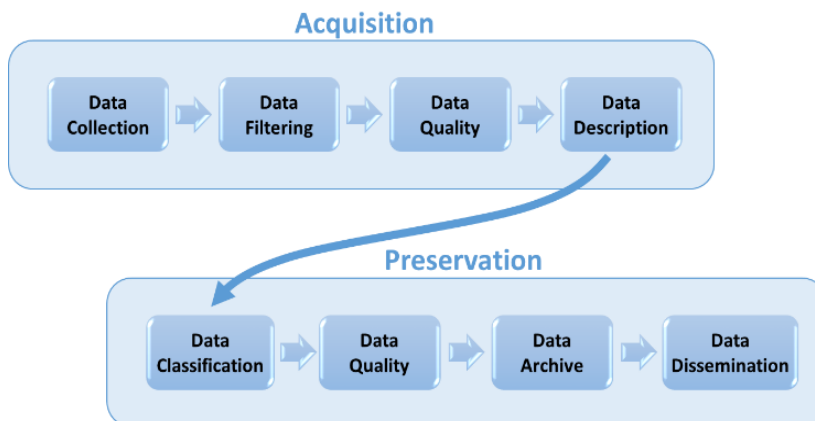 Acquisition
Data
Collection
Data
Filtering
Data
Quality
Data
Description
Preservation
Data
Classification
Data
Quality
Data
Archive
Data
Dissemination